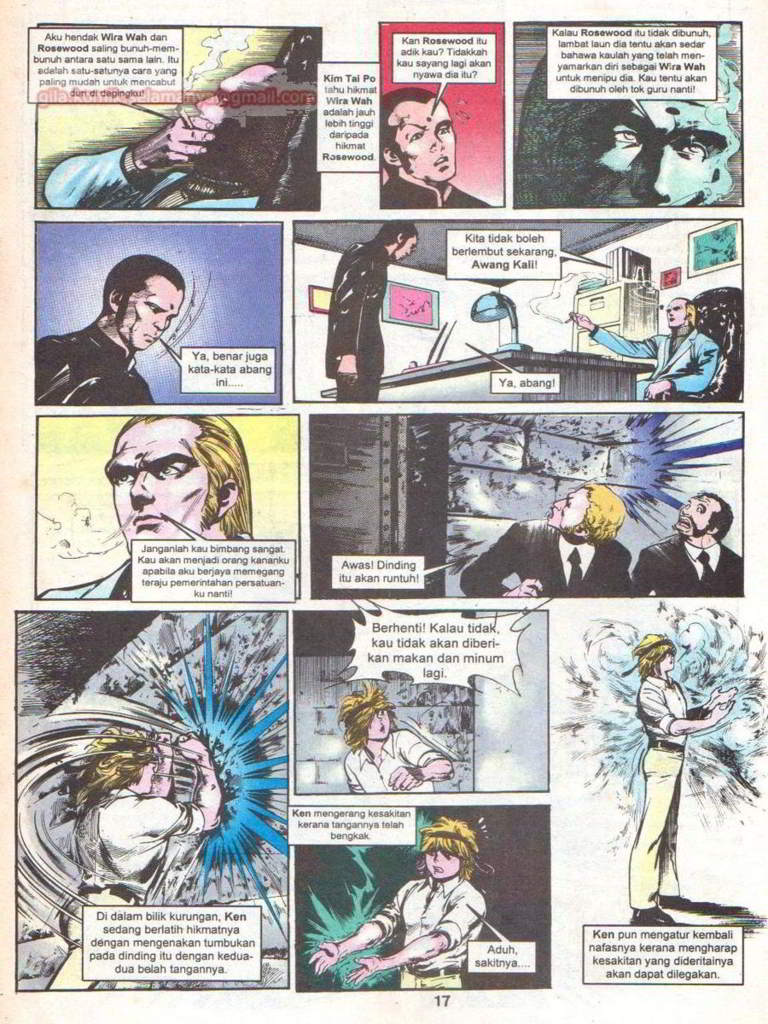 Aku hendak Wira Wah dan
Rosewood saling bunuh-mem-
bunuh antara satu sama lain. Itu
adalah satu-satunya cara yang
paling mudah untuk mencabut
duri di dagingku!
Kim Tai Po
tahu hikmat
Wira Wah
adalah jauh
lebih tinggi
daripada
hikmat
Rosewood.
Kan Rosewood itu
adik kau? Tidakkah
kau sayang lagi akan
nyawa dia itu?
Kalau Rosewood itu tidak dibunuh,
lambat laun dia tentu akan sedar
bahawa kaulah yang telah men-
yamarkan diri sebagai Wira Wah
untuk menipu dia. Kau tentu akan
dibunuh oleh tok guru nanti!
Ya, benar juga
kata-kata abang
ini.....
Kita tidak boleh
berlembut sekarang,
Awang Kali!
Ya, abang!
Janganlah kau bimbang sangat.
Kau akan menjadi orang kananku
apabila aku berjaya memegang
teraju pemerintahan persatuan-
ku nanti!
Awas! Dinding
itu akan runtuh!
Di dalam bilik kurungan, Ken
sedang berlatih hikmatnya
dengan mengenakan tumbukan
pada dinding itu dengan kedua-
dua belah tangannya.
Berhenti! Kalau tidak,
kau tidak akan diberi-
kan makan dan minum
lagi.
Ken mengerang kesakitan
kerana tangannya telah
bengkak.
Aduh,
sakitnya....
Ken pun mengatur kembali
nafasnya kerana mengharap
kesakitan yang dideritainya
akan dapat dilegakan.
17